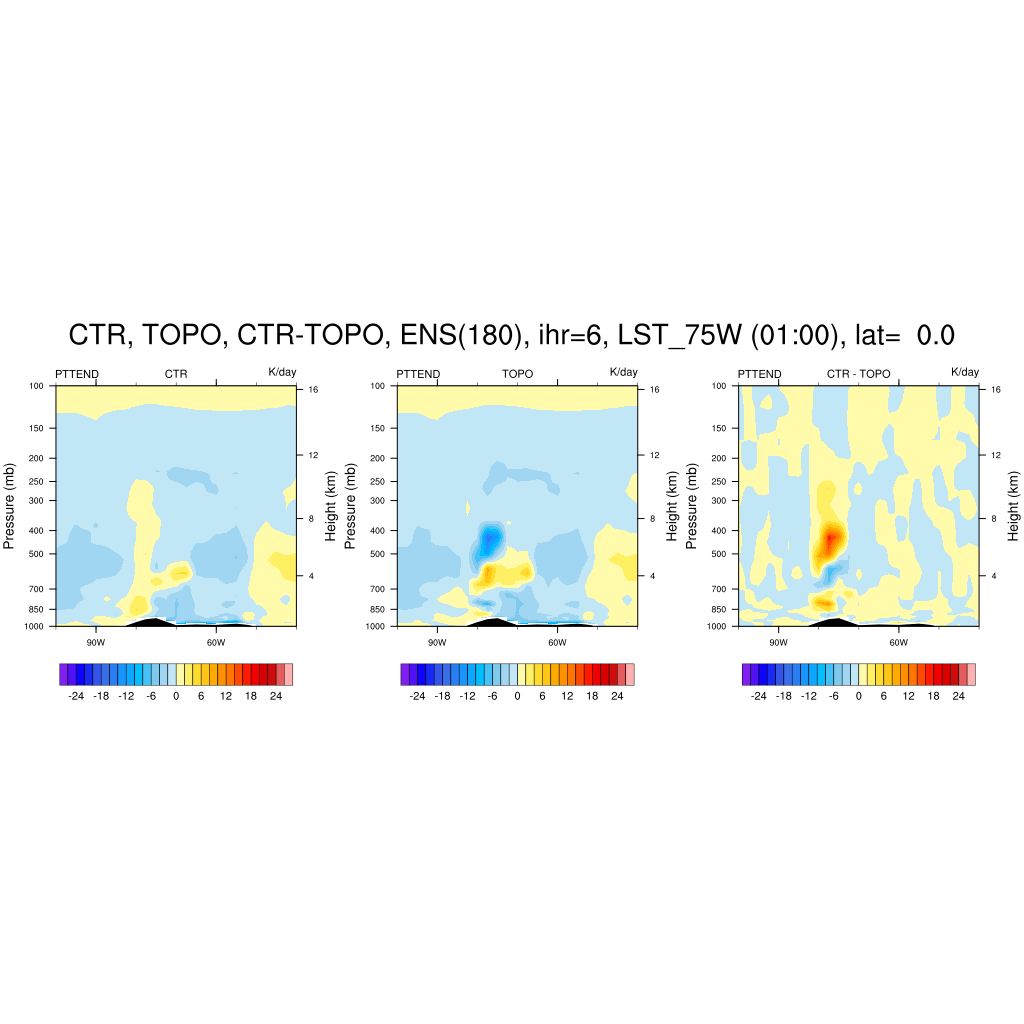 CTR, TOPO, CTR-TOPO, ENS(180), ihr=6, LST_75W (01:00), lat= 0.0
PTTEND CTR K/day
100
150
200
250
300
400
500
700
850
1000
Pressure (mb)
16
12
8
4
Height (km)
90W 60W
-24 -18 -12 -6 0 6 12 18 24
PTTEND TOPO K/day
100
150
200
250
300
400
500
700
850
1000
Pressure (mb)
16
12
8
4
Height (km)
90W 60W
-24 -18 -12 -6 0 6 12 18 24
PTTEND CTR - TOPO K/day
100
150
200
250
300
400
500
700
850
1000
Pressure (mb)
16
12
8
4
Height (km)
90W 60W
-24 -18 -12 -6 0 6 12 18 24